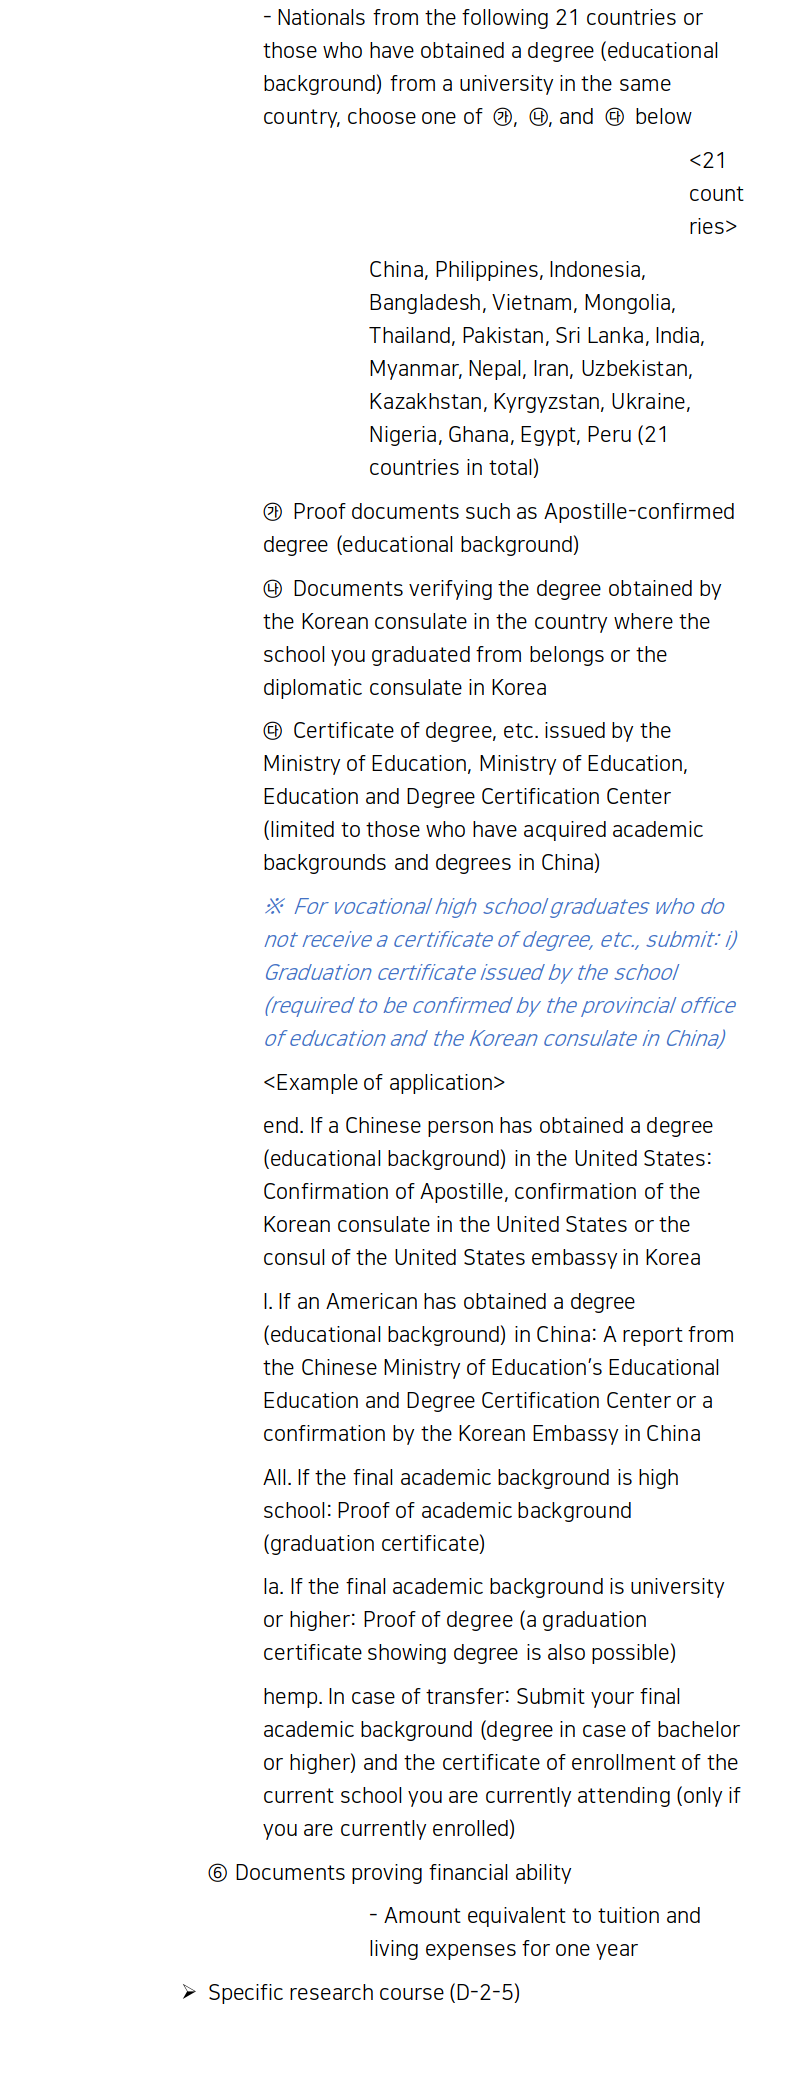 - Nationals from the following 21 countries or
those who have obtained a degree (educational
background) from a university in the same
country, choose one of ㉮, ㉯, and ㉰ below
<21
count
ries>
China, Philippines, Indonesia,
Bangladesh, Vietnam, Mongolia,
Thailand, Pakistan, Sri Lanka, India,
Myanmar, Nepal, Iran, Uzbekistan,
Kazakhstan, Kyrgyzstan, Ukraine,
Nigeria, Ghana, Egypt, Peru (21
countries in total)
㉮ Proof documents such as Apostille-confirmed
degree (educational background)
㉯ Documents verifying the degree obtained by
the Korean consulate in the country where the
school you graduated from belongs or the
diplomatic consulate in Korea
㉰ Certificate of degree, etc. issued by the
Ministry of Education, Ministry of Education,
Education and Degree Certification Center
(limited to those who have acquired academic
backgrounds and degrees in China)
※ For vocational high school graduates who do
not receive a certificate of degree, etc., submit: i)
Graduation certificate issued by the school
(required to be confirmed by the provincial office
of education and the Korean consulate in China)
<Example of application>
end. If a Chinese person has obtained a degree
(educational background) in the United States:
Confirmation of Apostille, confirmation of the
Korean consulate in the United States or the
consul of the United States embassy in Korea
I. If an American has obtained a degree
(educational background) in China: A report from
the Chinese Ministry of Education's Educational
Education and Degree Certification Center or a
confirmation by the Korean Embassy in China
All. If the final academic background is high
school: Proof of academic background
(graduation certificate)
la. If the final academic background is university
or higher: Proof of degree (a graduation
certificate showing degree is also possible)
hemp. In case of transfer: Submit your final
academic background (degree in case of bachelor
or higher) and the certificate of enrollment of the
current school you are currently attending (only if
you are currently enrolled)
⑥ Documents proving financial ability
- Amount equivalent to tuition and
living expenses for one year
➢ Specific research course (D-2-5)